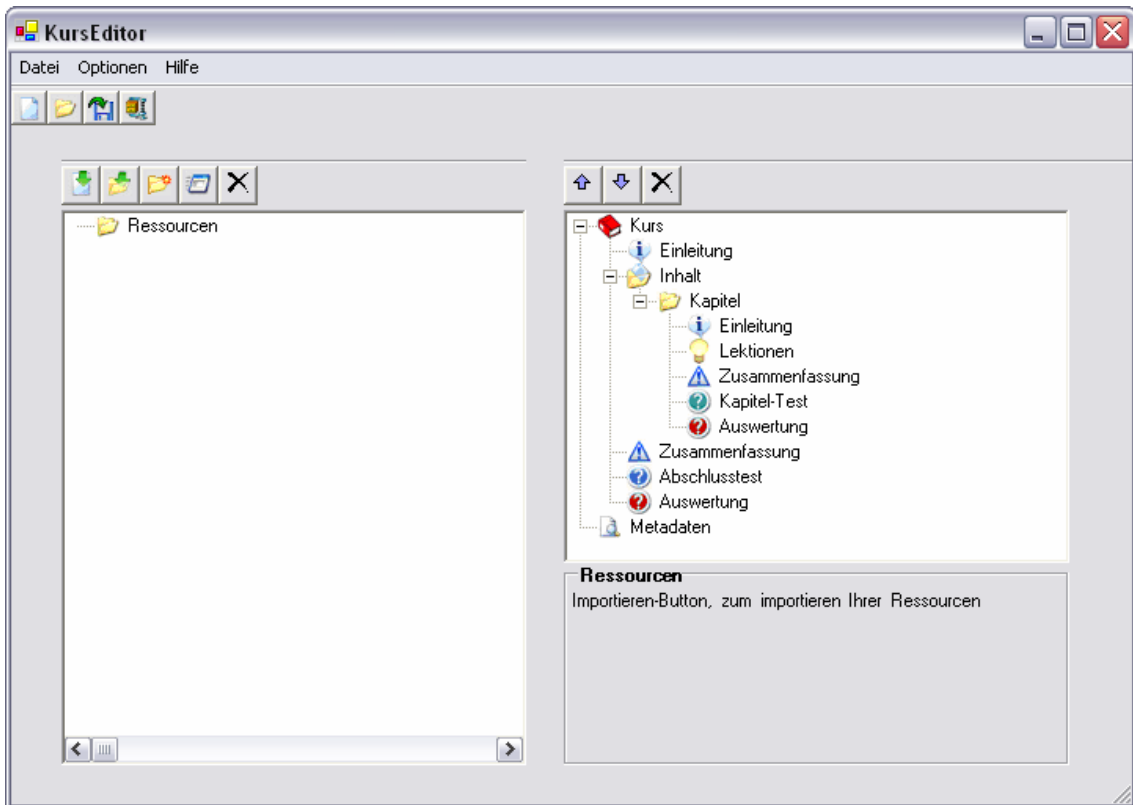 KursEditor
Datei Optionen Hilfe
Ressourcen
Kurs
Einleitung
Inhalt
Kapitel
Einleitung
Lektionen
Zusammenfassung
Kapitel-Test
Auswertung
Zusammenfassung
Abschlusstest
Auswertung
Metadaten
Ressourcen
Importieren-Button, zum importieren Ihrer Ressourcen